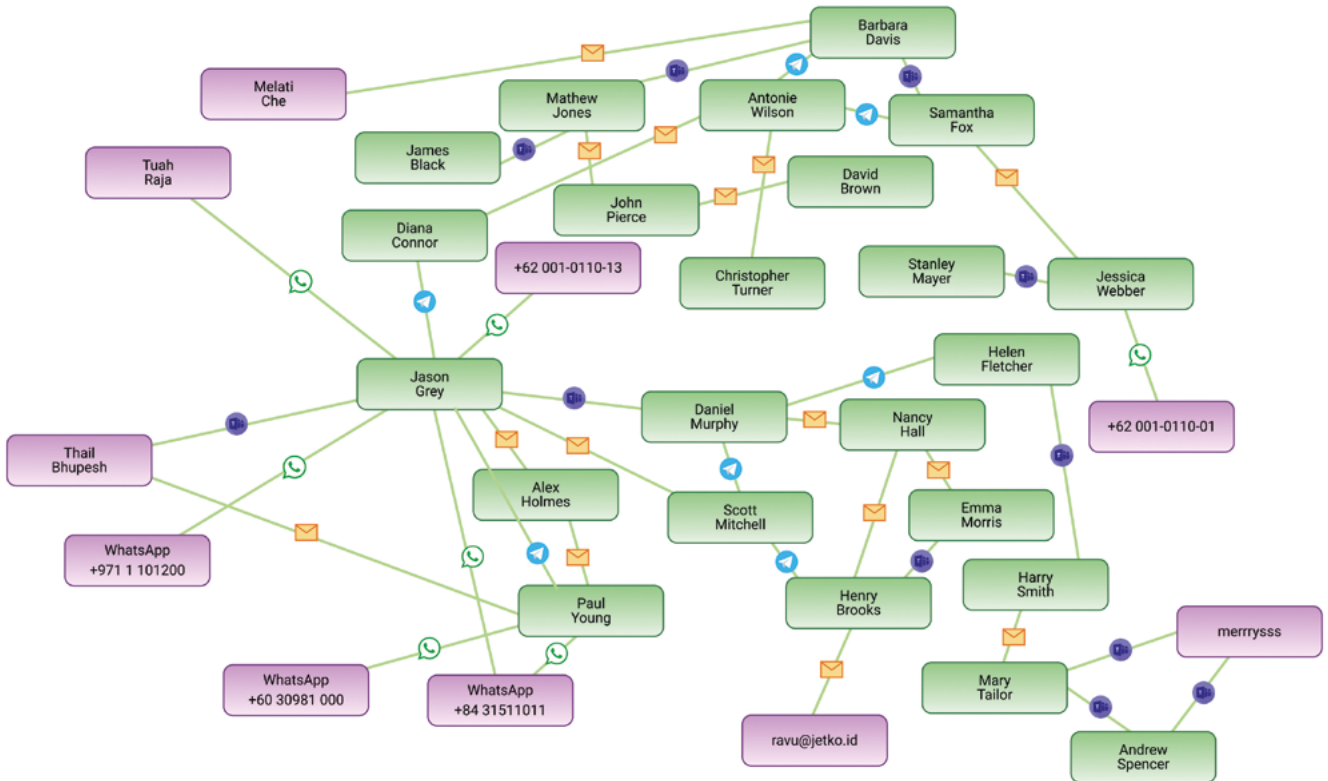 Barbara
Davis
Melati
Che
Mathew
Jones
Antonie
Wilson
Samantha
Fox
James
Black
Tuah
Raja
David
Brown
John
Pierce
Diana
Connor
+62 001-0110-13
Christopher
Turner
Stanley
Mayer
Jessica
Webber
Helen
Fletcher
Jason
Grey
Daniel
Murphy
Nancy
Hall
+62 001-0110-01
Thail
Bhupesh
Alex
Holmes
Scott
Mitchell
Emma
Morris
WhatsApp
+971 1 101200
Paul
Young
Henry
Brooks
Harry
Smith
merrrysss
WhatsApp
+60 30981 000
WhatsApp
+84 31511011
Mary
Tailor
ravu@jetko.id
Andrew
Spencer